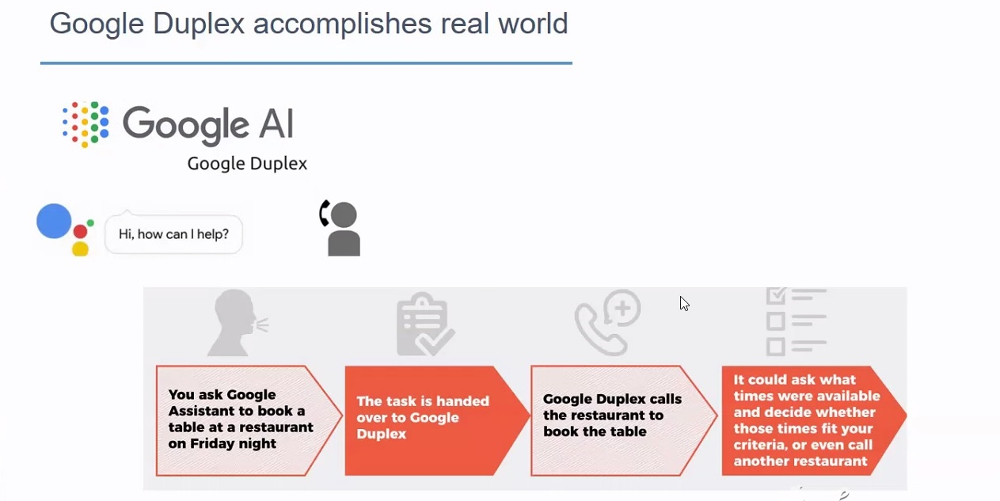 Google Duplex accomplishes real world
Google AI
Google Duplex
Hi, how can I help?
You ask Google
Assistant to book a
table at a restaurant
on Friday night
The task is handed
over to Google
Duplex
Google Duplex calls
the restaurant to
book the table
It could ask what
times were available
and decide whether
those times fit your
criteria, or even call
another restaurant